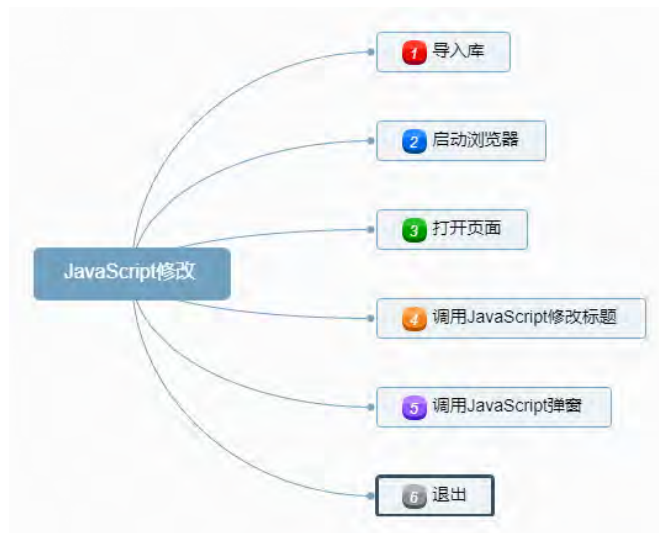 1 导入库
2 启动浏览器
3 打开页面
JavaScript修改
4 调用JavaScript修改标题
5 调用JavaScript弹窗
6 退出